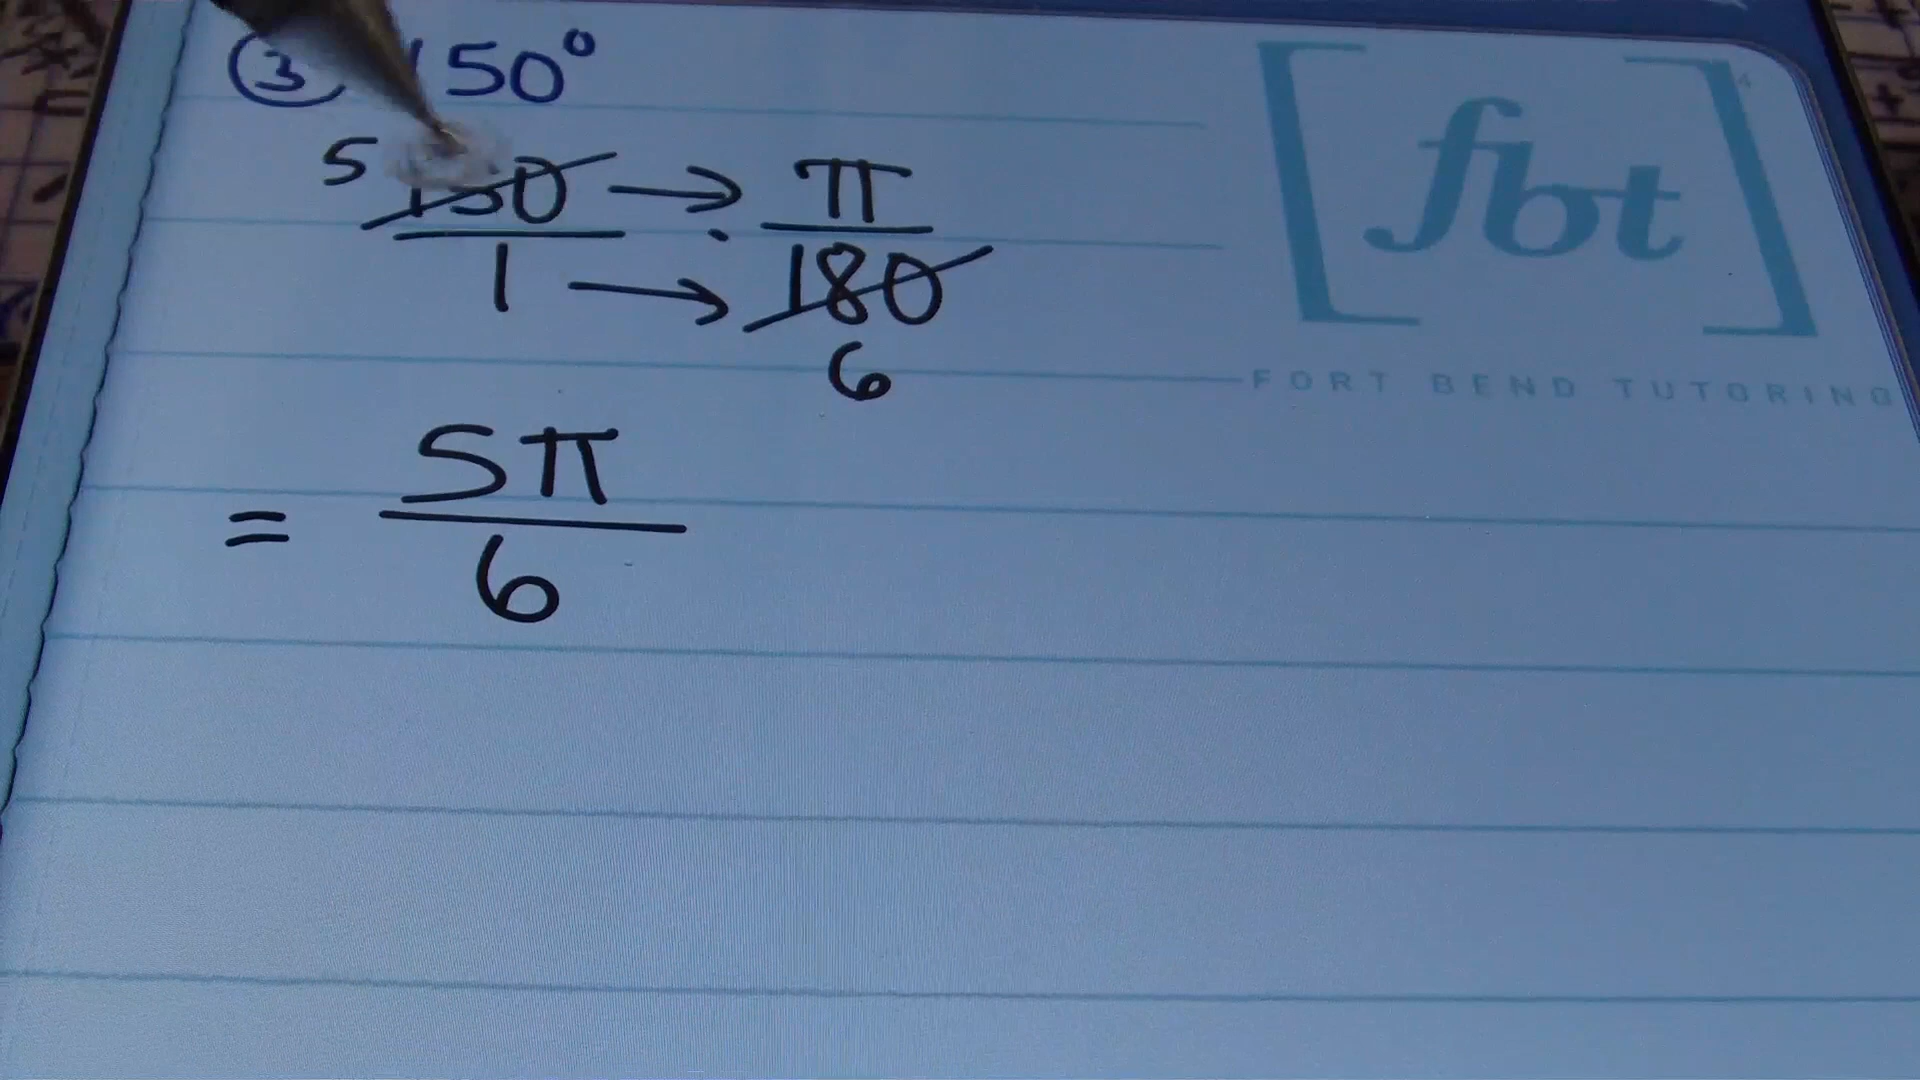 ③ 150°
5 150 → π
1 → · 180
6
= 5π
6
fbt
FORT BEND TUTORING